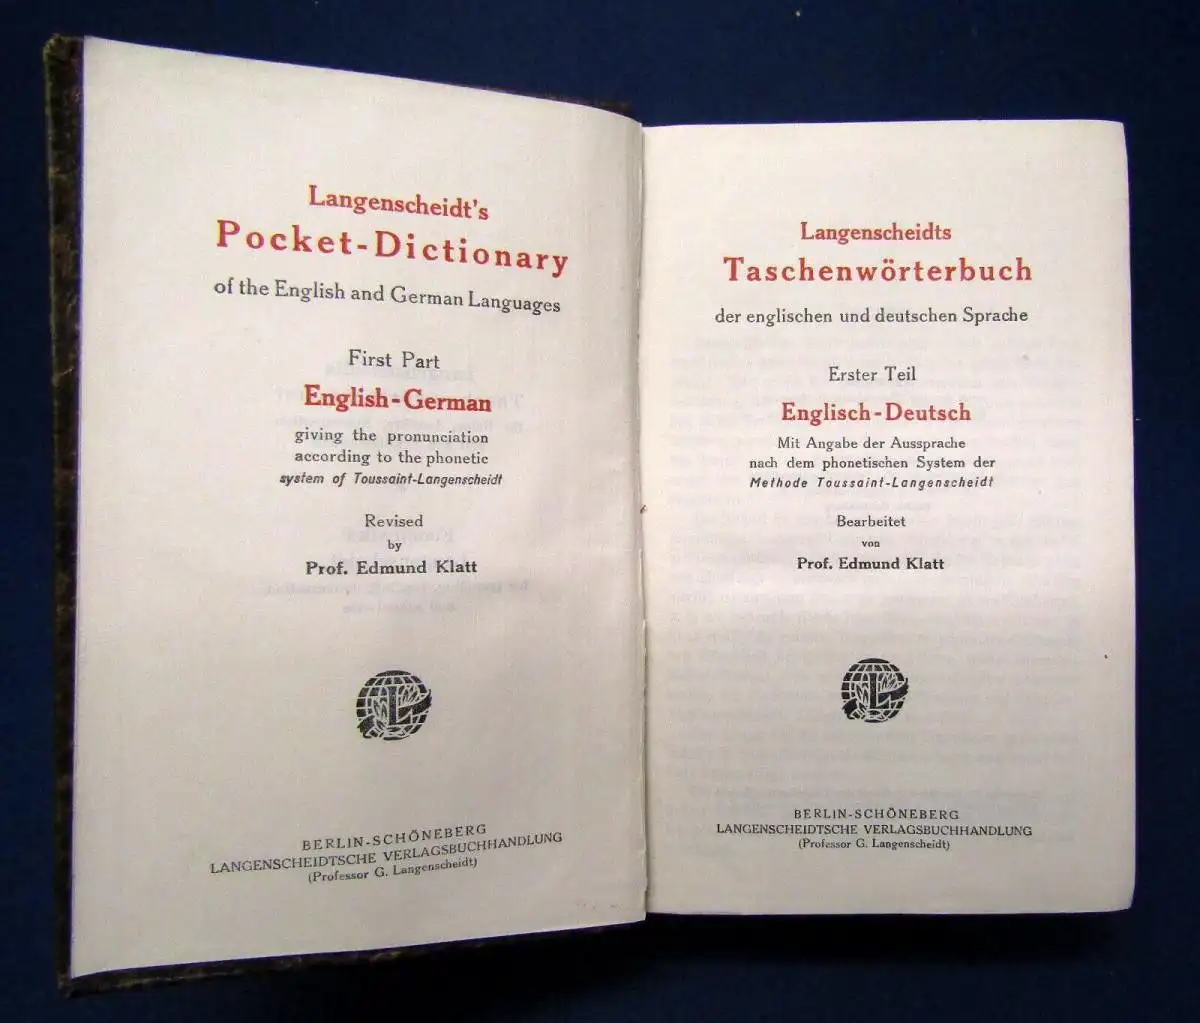 Langenscheidt's
Pocket-Dictionary
of the English and German Languages
First Part
English-German
giving the pronunciation
according to the phonetic
system of Toussaint-Langenscheidt
Revised
by
Prof. Edmund Klatt
L
BERLIN-SCHÖNEBERG
LANGENSCHEIDTSCHE VERLAGSBUCHHANDLUNG
(Professor G. Langenscheidt)
Langenscheidts
Taschenwörterbuch
der englischen und deutschen Sprache
Erster Teil
Englisch-Deutsch
Mit Angabe der Aussprache
nach dem phonetischen System der
Methode Toussaint-Langenscheidt
Bearbeitet
von
Prof. Edmund Klatt
L
BERLIN-SCHÖNEBERG
LANGENSCHEIDTSCHE VERLAGSBUCHHANDLUNG
(Professor G. Langenscheidt)